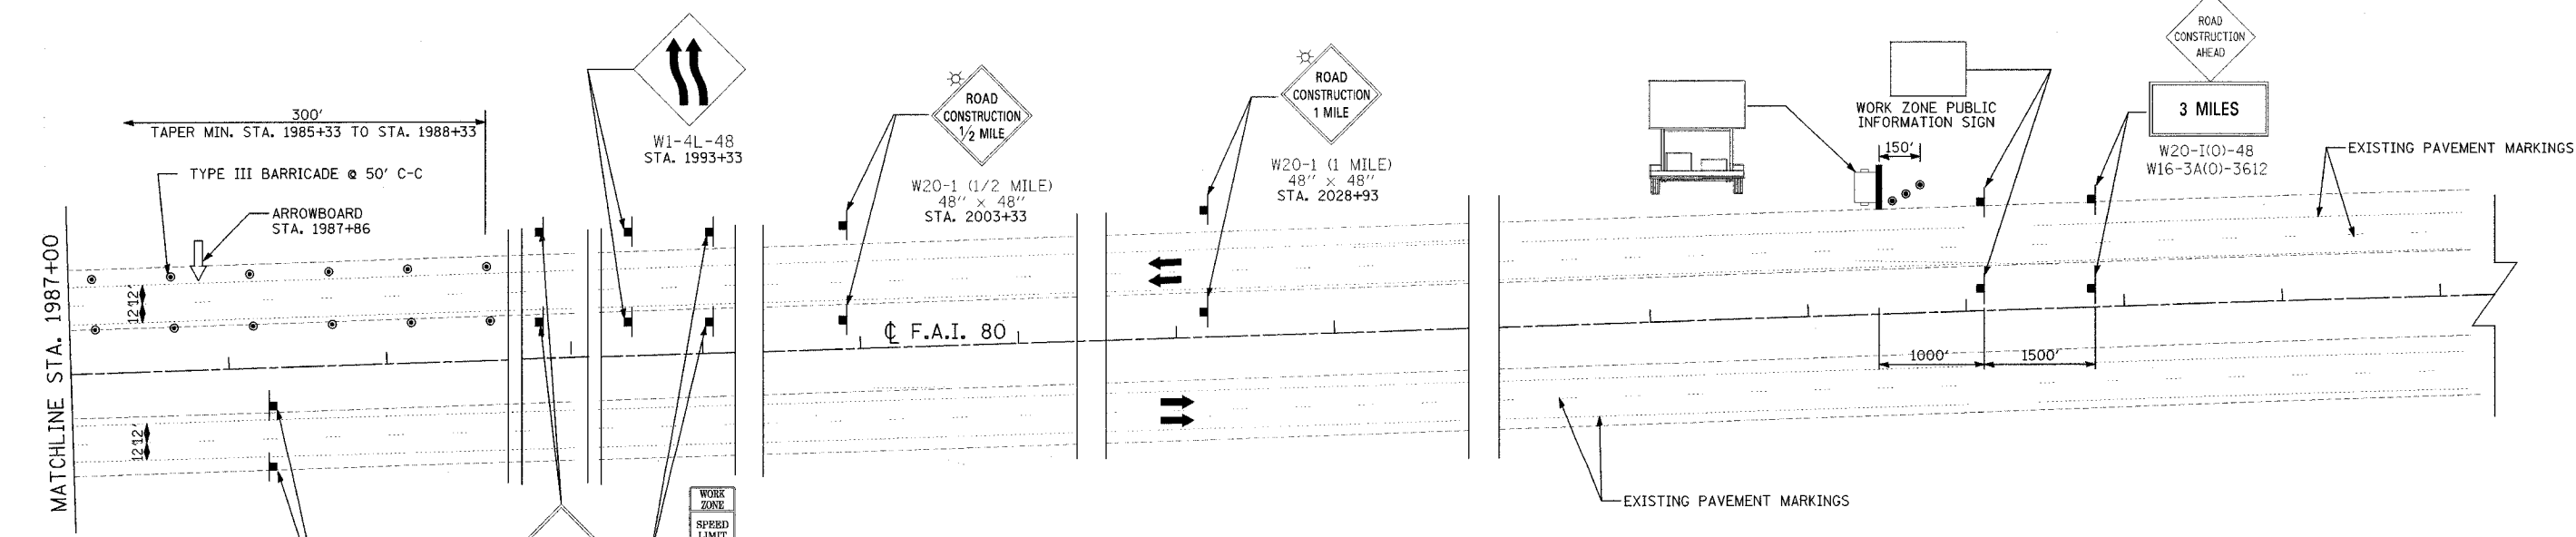 300'
TAPER MIN. STA. 1985+33 TO STA. 1988+33
TYPE III BARRICADE @ 50' C-C
ARROWBOARD
STA. 1987+86
MATCHLINE STA. 1987+00
12'
12'
12'
12'
W1-4L-48
STA. 1993+33
ROAD
CONSTRUCTION
1/2 MILE
W20-1 (1/2 MILE)
48" × 48"
STA. 2003+33
℄ F.A.I. 80
ROAD
CONSTRUCTION
1 MILE
W20-1 (1 MILE)
48" × 48"
STA. 2028+93
WORK ZONE PUBLIC
INFORMATION SIGN
150'
ROAD
CONSTRUCTION
AHEAD
3 MILES
W20-1(O)-48
W16-3A(O)-3612
EXISTING PAVEMENT MARKINGS
1000'
1500'
EXISTING PAVEMENT MARKINGS
WORK
ZONE
SPEED
LIMIT